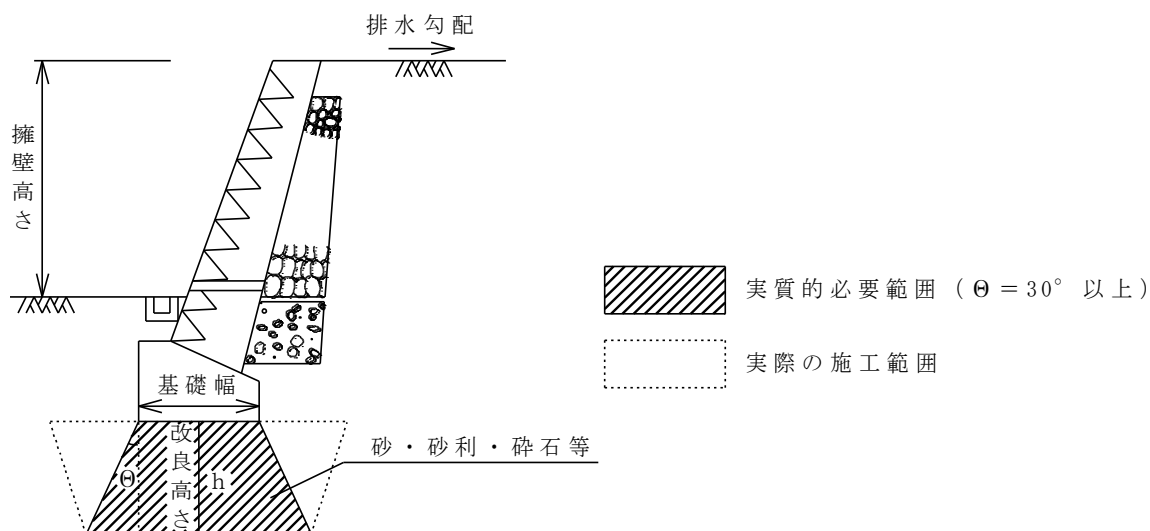 排水勾配
擁壁高さ
実質的必要範囲（Θ＝30°以上）
実際の施工範囲
基礎幅
砂・砂利・砕石等
改良高さ
Θ
h